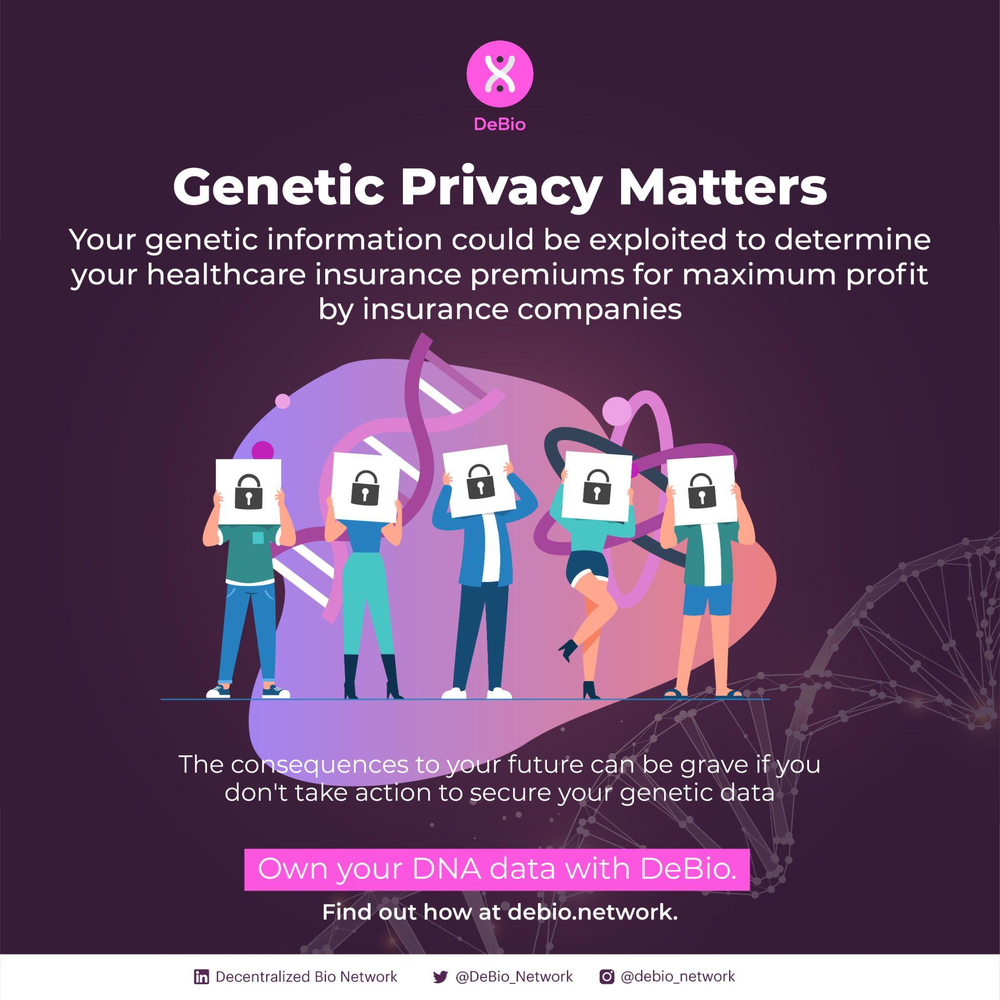 DeBio
Genetic Privacy Matters
Your genetic information could be exploited to determine
your healthcare insurance premiums for maximum profit
by insurance companies
The consequences to your future can be grave if you
don't take action to secure your genetic data
Own your DNA data with DeBio.
Find out how at debio.network.
in Decentralized Bio Network @DeBio_Network @debio_network